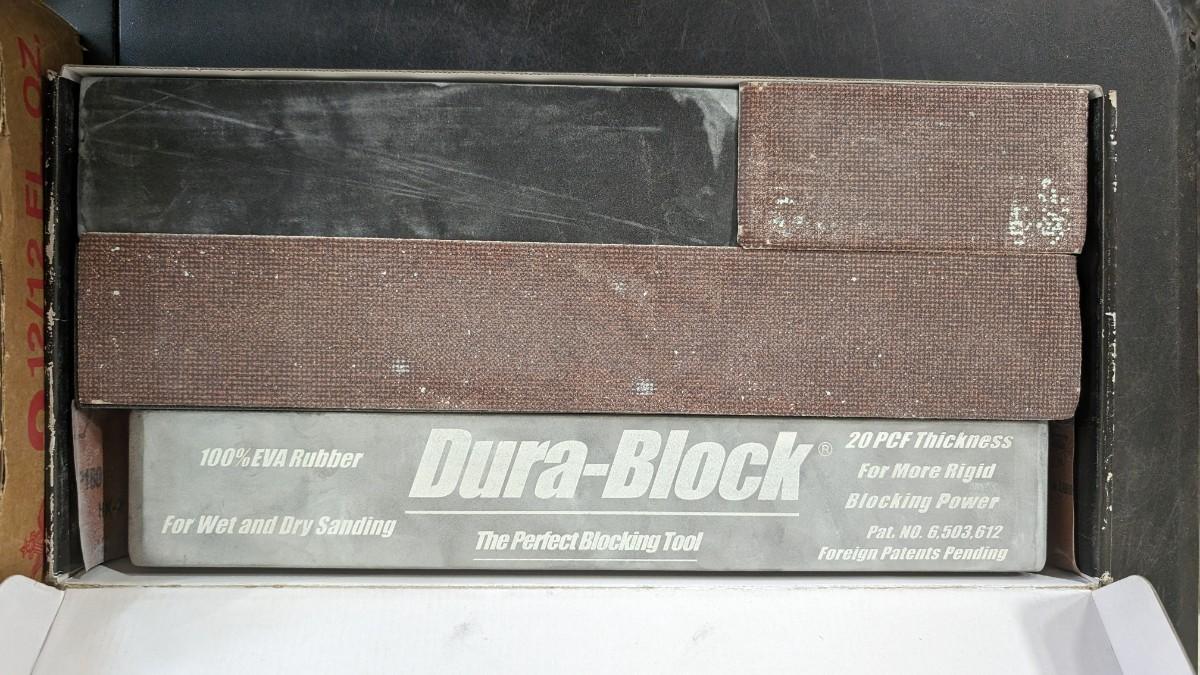 12/12 FL OZ.
100% EVA Rubber
For Wet and Dry Sanding
Dura-Block®
The Perfect Blocking Tool
20 PCF Thickness
For More Rigid
Blocking Power
Pat. NO. 6,503,612
Foreign Patents Pending